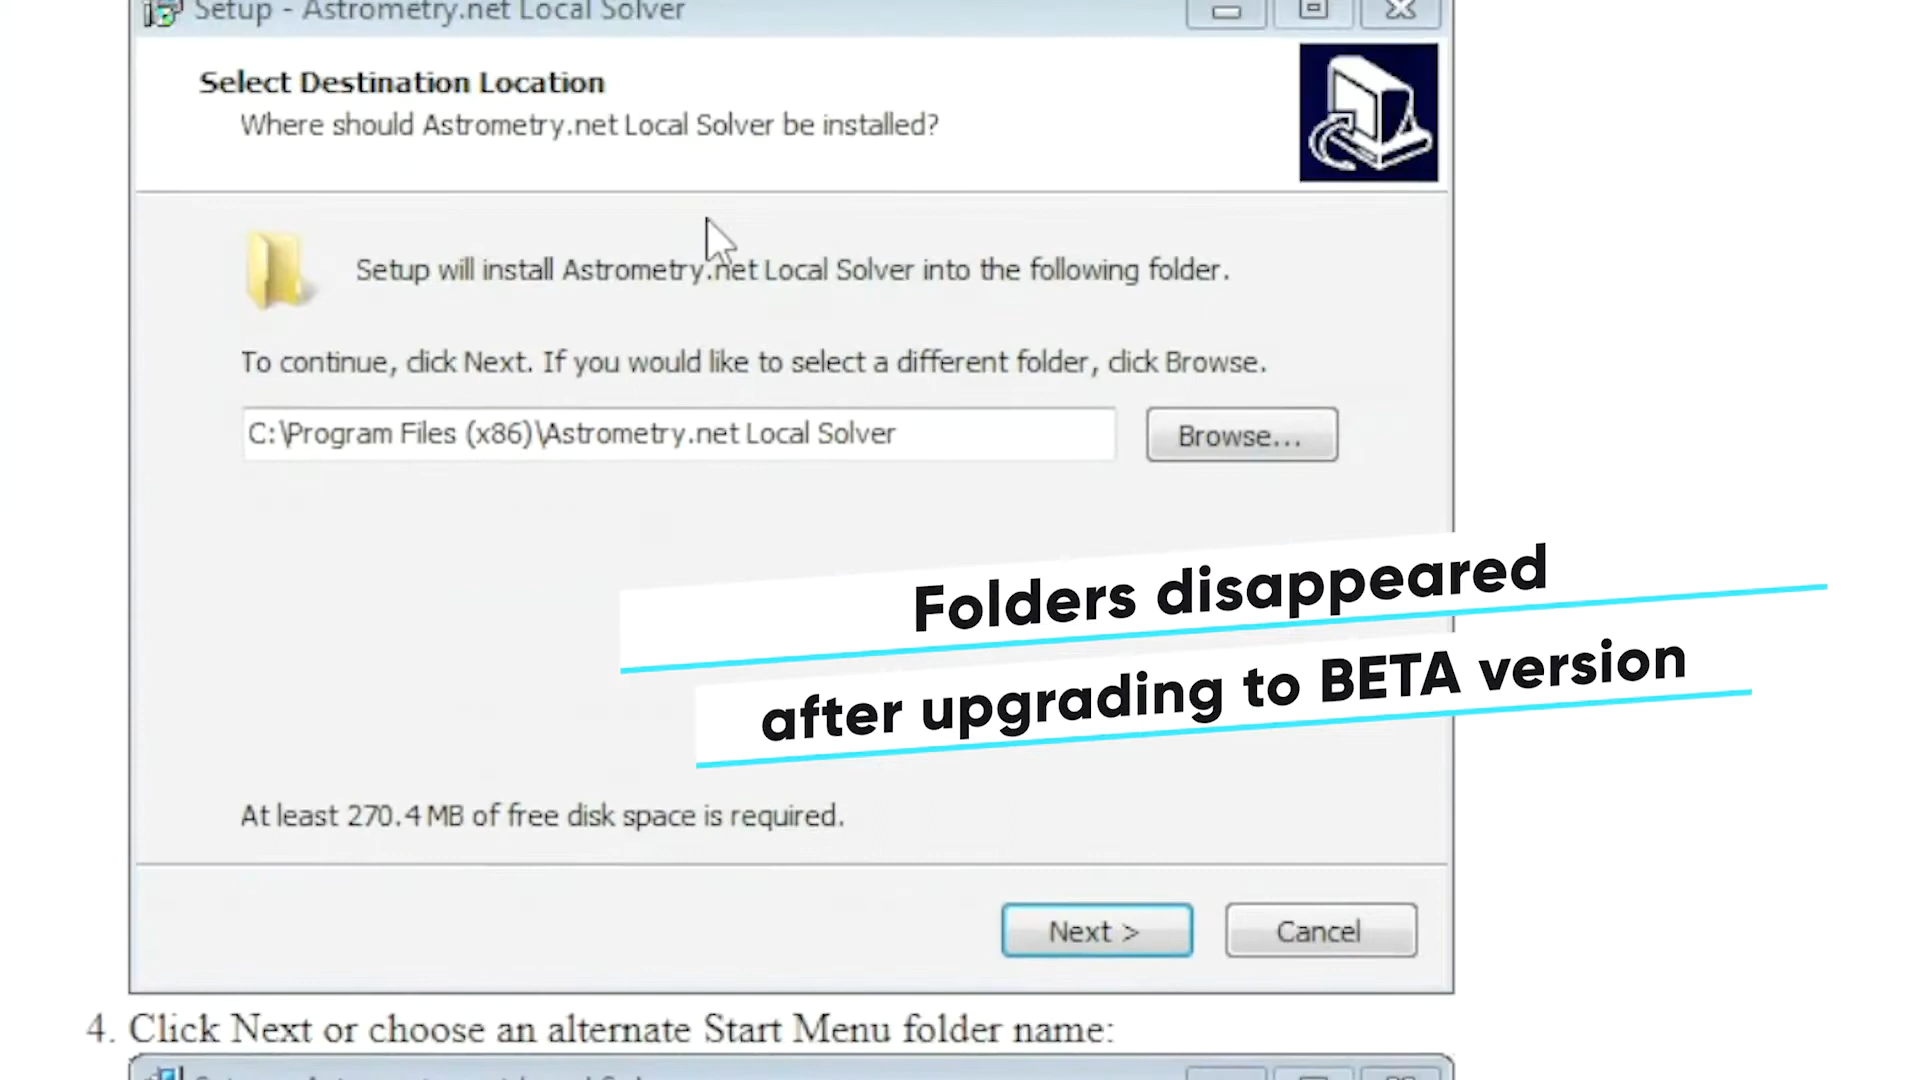 Setup - Astrometry.net Local Solver
Select Destination Location
Where should Astrometry.net Local Solver be installed?
Setup will install Astrometry.net Local Solver into the following folder.
To continue, click Next. If you would like to select a different folder, click Browse.
C:\Program Files (x86)\Astrometry.net Local Solver
Browse...
Folders disappeared
after upgrading to BETA version
At least 270.4 MB of free disk space is required.
Next >
Cancel
4. Click Next or choose an alternate Start Menu folder name: